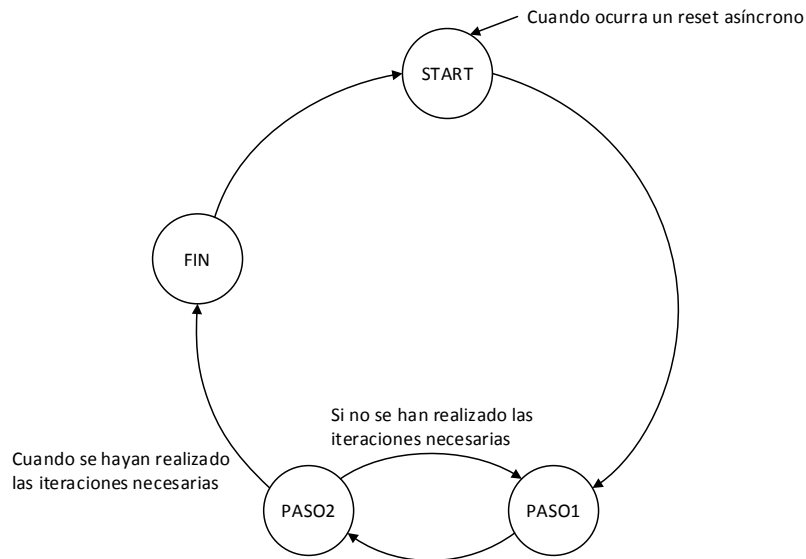 Cuando ocurra un reset asíncrono
START
FIN
Si no se han realizado las
iteraciones necesarias
Cuando se hayan realizado
las iteraciones necesarias
PASO2
PASO1